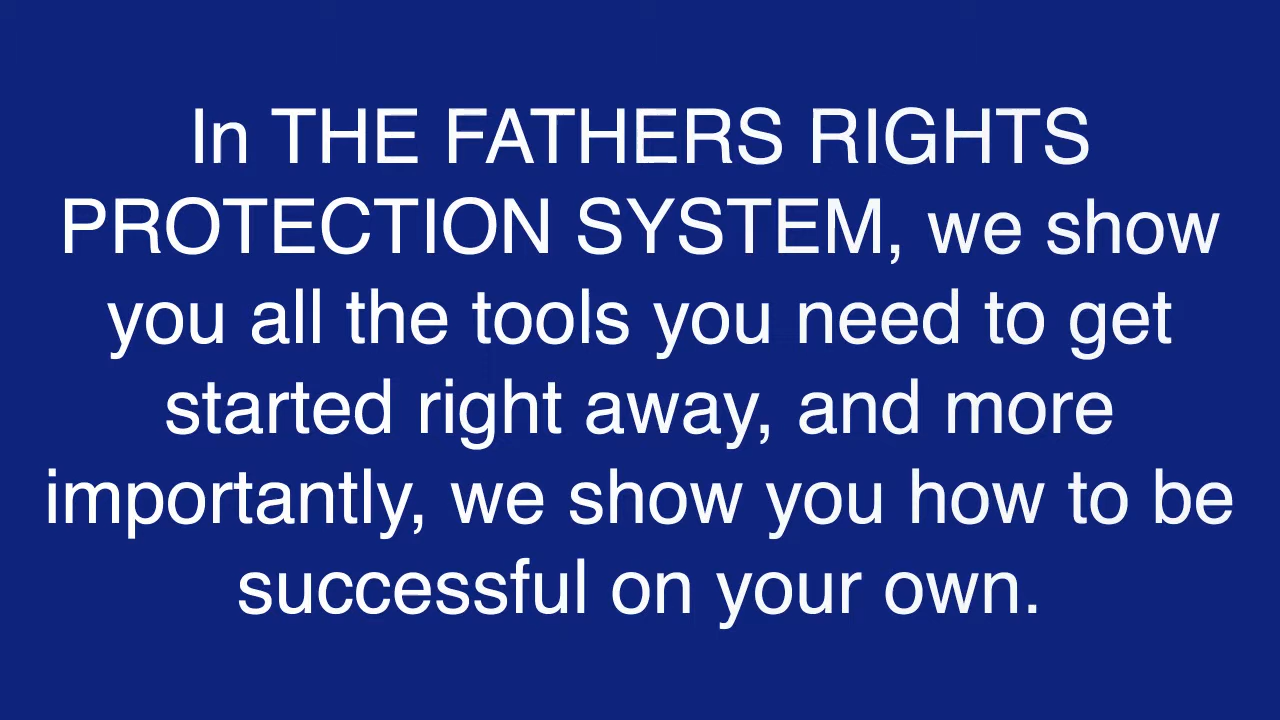 In THE FATHERS RIGHTS
PROTECTION SYSTEM, we show
you all the tools you need to get
started right away, and more
importantly, we show you how to be
successful on your own.